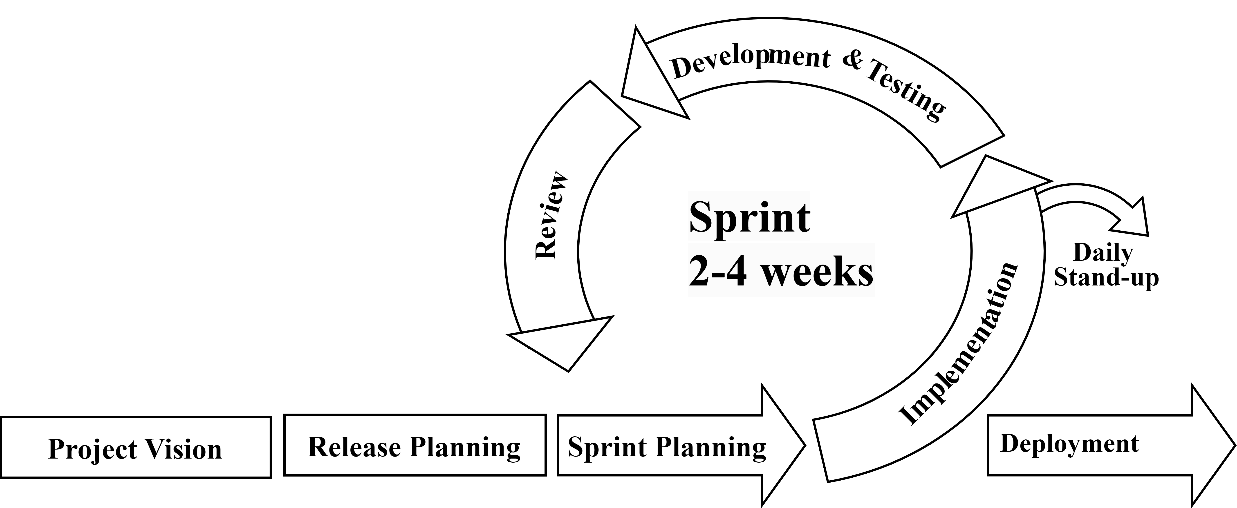 Development & Testing
Review
Sprint
2-4 weeks
Daily
Stand-up
Implementation
Project Vision
Release Planning
Sprint Planning
Deployment